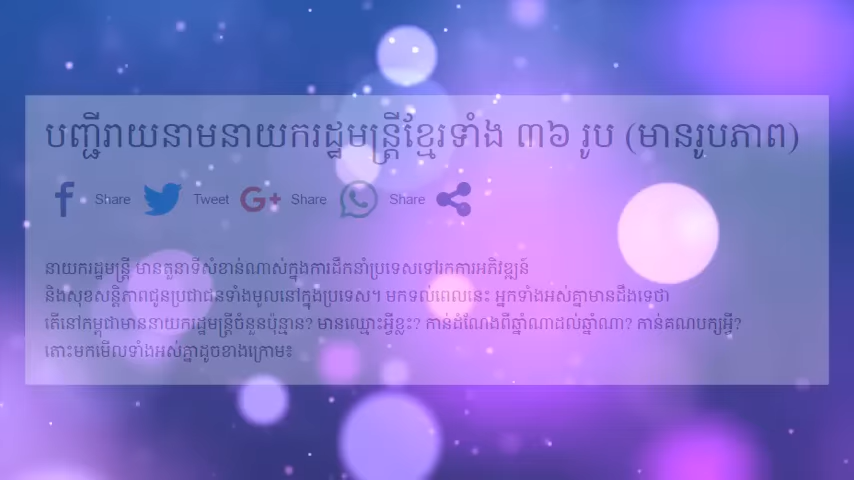 បញ្ជីរាយនាមនាយករដ្ឋមន្ត្រីខ្មែរទាំង ៣៦ រូប (មានរូបភាព)
Share Tweet Share Share
នាយករដ្ឋមន្ត្រី មានតួនាទីសំខាន់ណាស់ក្នុងការដឹកនាំប្រទេសទៅរកការអភិវឌ្ឍន៍
និងសុខសន្តិភាពជូនប្រជាជនទាំងមូលនៅក្នុងប្រទេស។ មកទល់ពេលនេះ អ្នកទាំងអស់គ្នាមានដឹងទេថា
តើនៅកម្ពុជាមាននាយករដ្ឋមន្ត្រីចំនួនប៉ុន្មាន? មានឈ្មោះអ្វីខ្លះ? កាន់តំណែងពីឆ្នាំណាដល់ឆ្នាំណា? កាន់គណបក្សអ្វី?
តោះមកមើលទាំងអស់គ្នាដូចខាងក្រោម៖